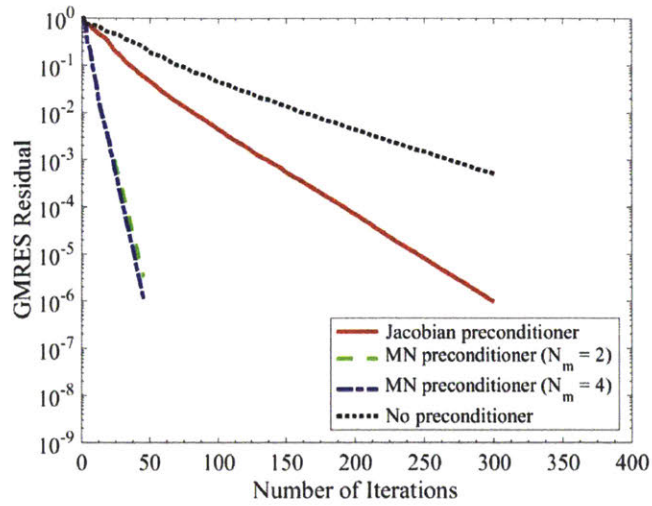 GMRES Residual
10^0
10^-1
10^-2
10^-3
10^-4
10^-5
10^-6
10^-7
10^-8
10^-9
Jacobian preconditioner
MN preconditioner (N_m = 2)
MN preconditioner (N_m = 4)
No preconditioner
0 50 100 150 200 250 300 350 400
Number of Iterations